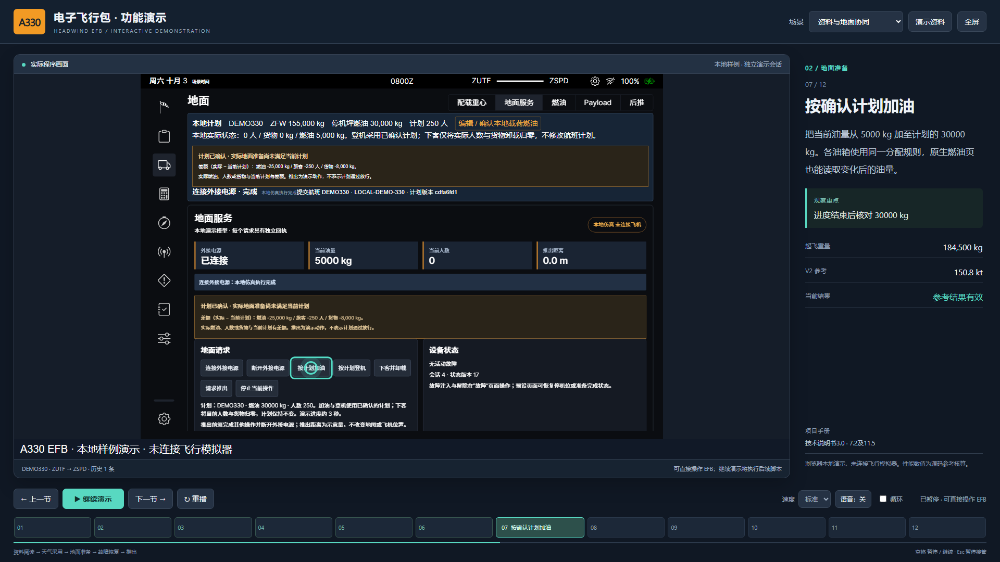 A330
电子飞行包 · 功能演示
HEADWIND EFB / INTERACTIVE DEMONSTRATION
场景
资料与地面协同
演示资料
全屏
实际程序画面
本地样例 · 独立演示会话
周六 十月 3 场景时间
0800Z
ZUTF
ZSPD
100%
地面
配载重心
地面服务
燃油
Payload
后推
本地计划 DEMO330 ZFW 155,000 kg 停机坪燃油 30,000 kg 计划 250 人 编辑 / 确认本地载荷燃油
本地实际状态：0 人 / 货物 0 kg / 燃油 5,000 kg。登机采用已确认计划；下客仅将实际人数与货物卸载归零，不修改航班计划。
计划已确认 · 实际地面准备尚未满足当前计划
差额（实际 − 当前计划）：燃油 -25,000 kg / 旅客 -250 人 / 货物 -8,000 kg。
实际燃油、人数或货物与当前计划有差额。推出为演示动作，不表示计划通过放行。
连接外接电源 · 完成 本地仿真执行完成提交航班 DEMO330 · LOCAL-DEMO-330 · 计划版本 cdfa6fd1
地面服务
本地演示模型 · 每个请求具有独立回执
本地仿真 未连接飞机
外接电源
已连接
当前油量
5000 kg
当前人数
0
推出距离
0.0 m
连接外接电源：本地仿真执行完成
计划已确认 · 实际地面准备尚未满足当前计划
差额（实际 − 当前计划）：燃油 -25,000 kg / 旅客 -250 人 / 货物 -8,000 kg。
实际燃油、人数或货物与当前计划有差额。推出为演示动作，不表示计划通过放行。
地面请求
连接外接电源
断开外接电源
按计划加油
按计划登机
下客并卸载
请求推出
停止当前操作
计划：DEMO330 · 燃油 30000 kg · 人数 250。加油与登机使用已确认的计划；下客
将当前人数与货物归零，计划保持不变。演示进度约 3 秒。
推出前须完成其他操作并断开外接电源；推出距离为示意量，不改变地图或飞机位置。
设备状态
无活动故障
会话 4 · 状态版本 17
故障注入与解除在“故障”页面操作；预设页面可恢复停机位或准备完成状态。
A330 EFB · 本地样例演示 · 未连接飞行模拟器
DEMO330 · ZUTF → ZSPD · 历史 1 条
可直接操作 EFB；继续演示将执行后续脚本
02 / 地面准备
07 / 12
按确认计划加油
把当前油量从 5000 kg 加至计划的 30000
kg。各油箱使用同一分配规则，原生燃油页
也能读取变化后的油量。
观察重点
进度结束后核对 30000 kg
起飞重量
184,500 kg
V2 参考
150.8 kt
当前结果
参考结果有效
项目手册
技术说明书3.0 · 7.2及11.5
浏览器本地演示，未连接飞行模拟器。性能数值为源码参考核算。
← 上一节
▶ 继续演示
下一节 →
↻ 重播
速度
标准
语音：关
循环
已暂停 · 可直接操作 EFB
01
02
03
04
05
06
07 按确认计划加油
08
09
10
11
12
资料阅读 → 天气采用 → 地面准备 → 故障恢复 → 推出
空格 暂停 / 继续 · Esc 暂停接管